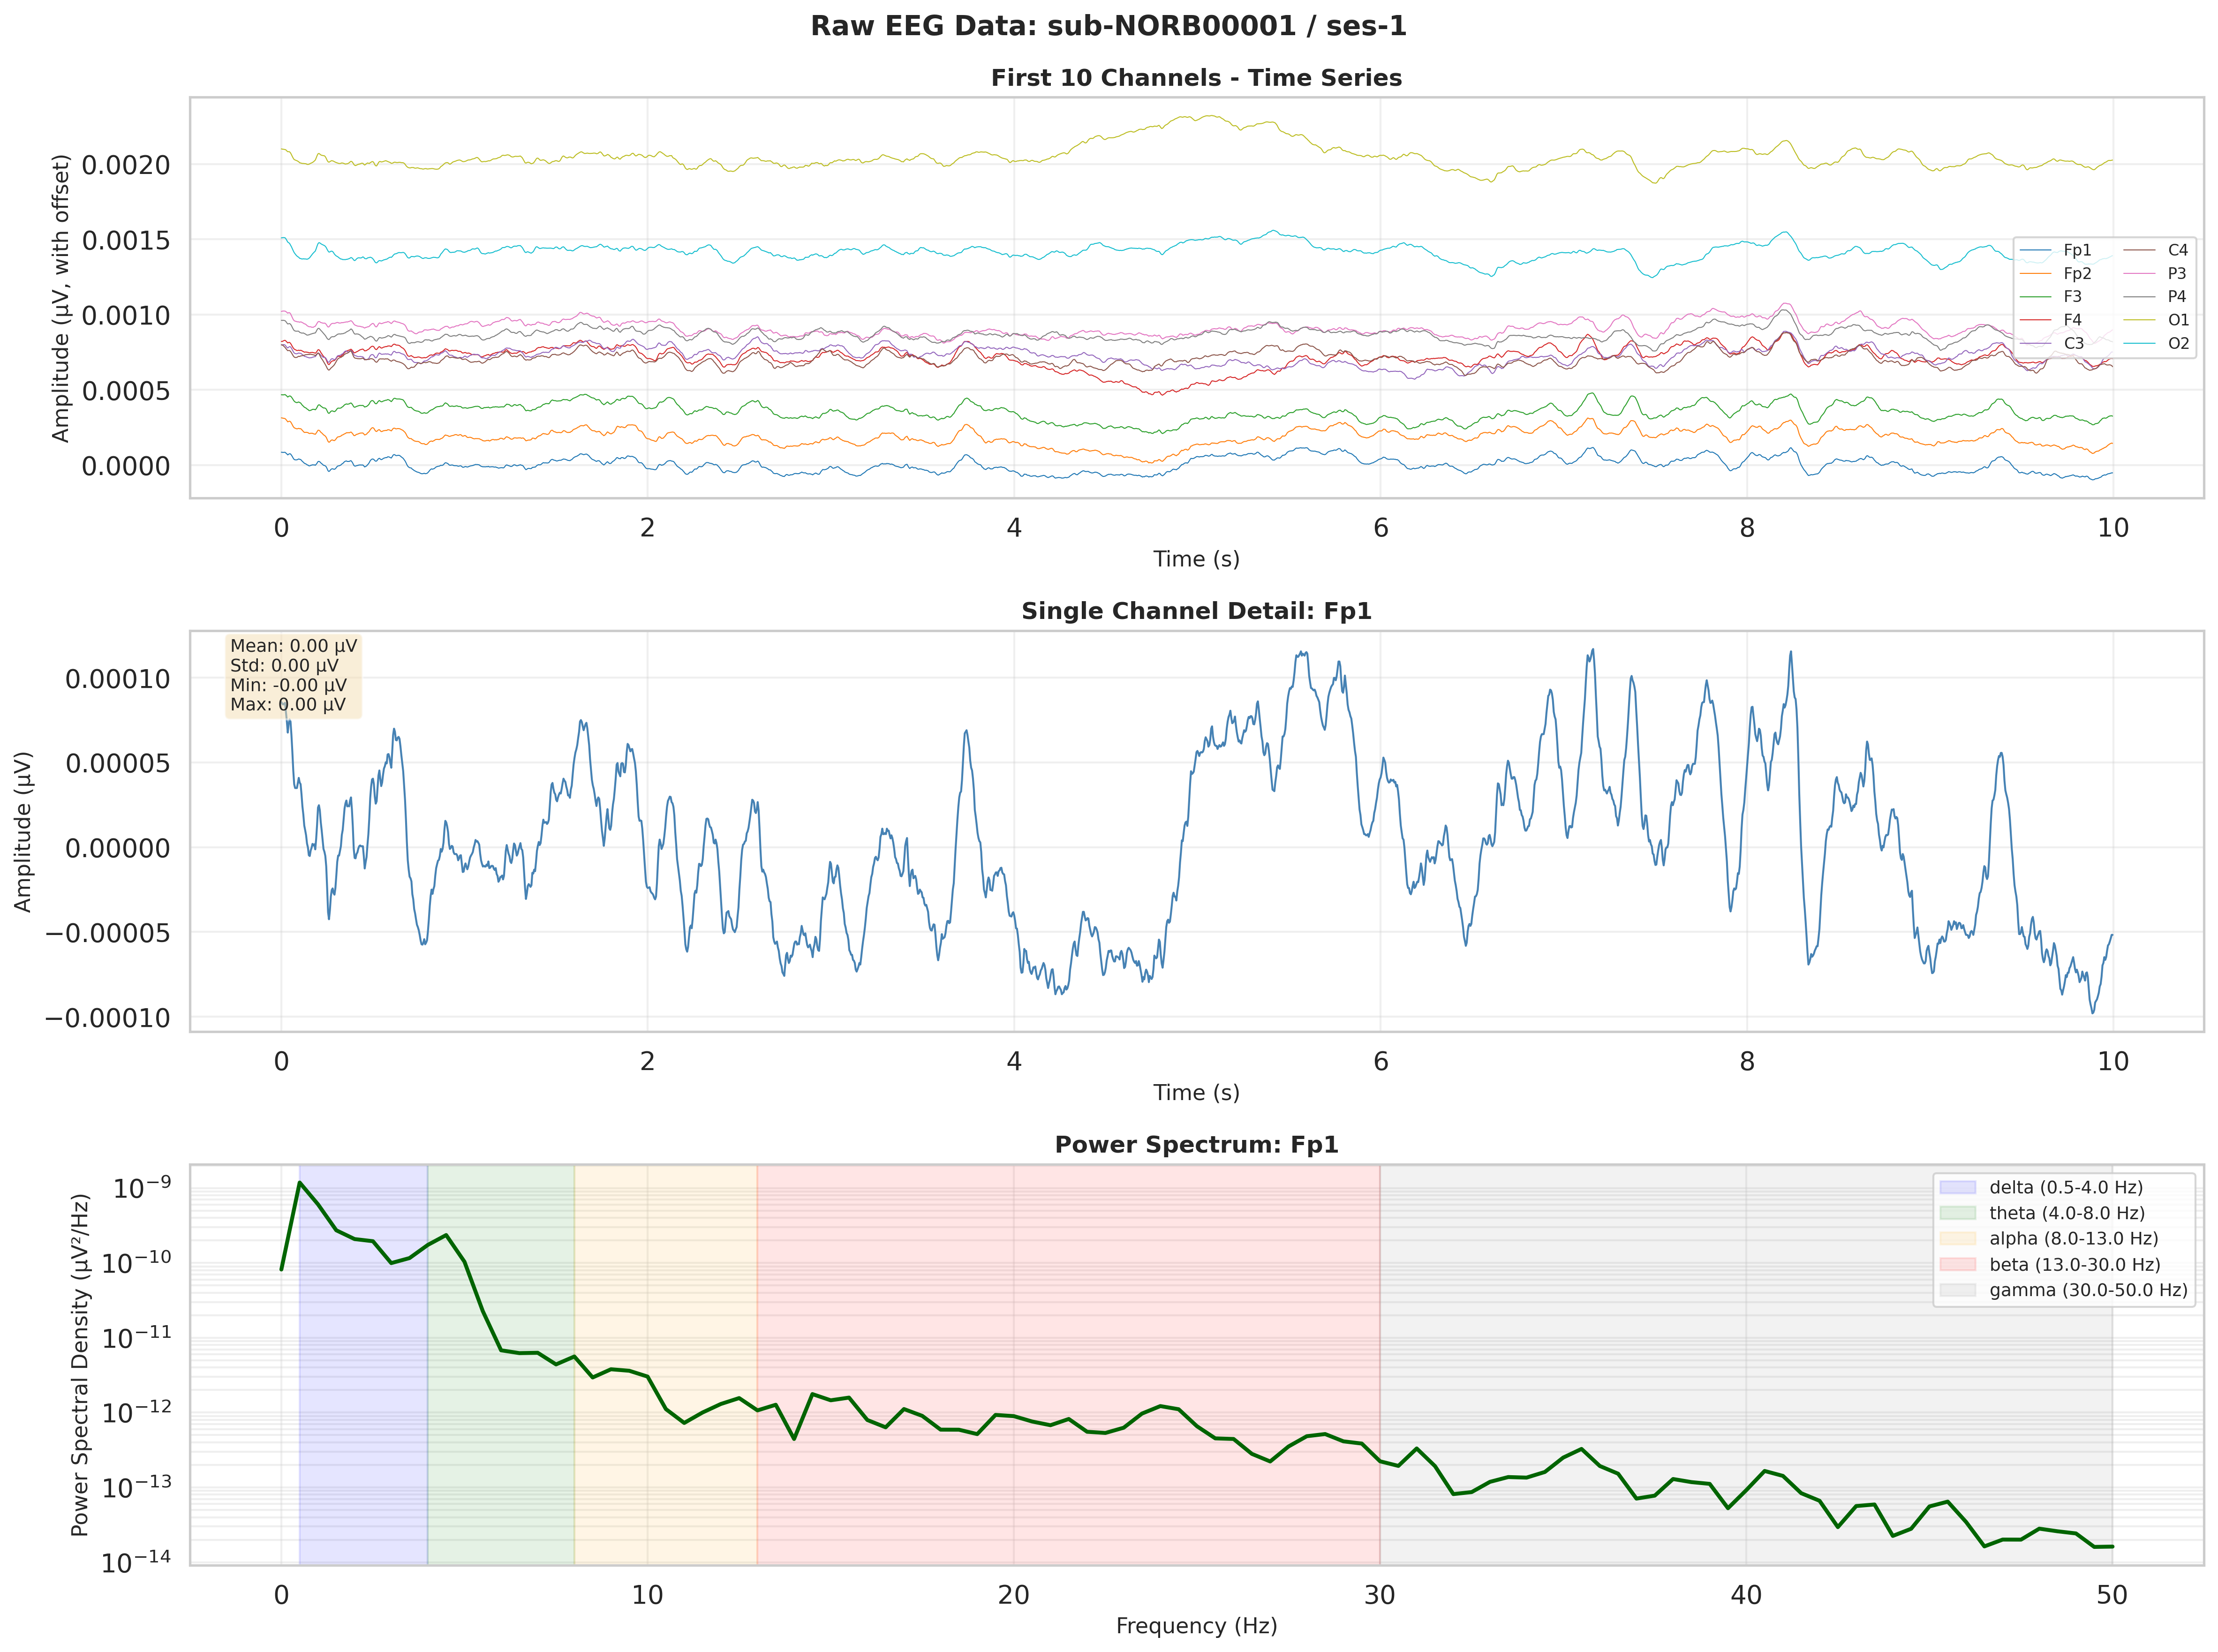 Raw EEG Data: sub-NORB00001 / ses-1
First 10 Channels - Time Series
Amplitude (µV, with offset)
0.0020
0.0015
0.0010
0.0005
0.0000
Fp1
Fp2
F3
F4
C3
C4
P3
P4
O1
O2
0 2 4 6 8 10
Time (s)
Single Channel Detail: Fp1
Mean: 0.00 µV
Std: 0.00 µV
Min: -0.00 µV
Max: 0.00 µV
Amplitude (µV)
0.00010
0.00005
0.00000
−0.00005
−0.00010
0 2 4 6 8 10
Time (s)
Power Spectrum: Fp1
Power Spectral Density (µV²/Hz)
10⁻⁹
10⁻¹⁰
10⁻¹¹
10⁻¹²
10⁻¹³
10⁻¹⁴
delta (0.5-4.0 Hz)
theta (4.0-8.0 Hz)
alpha (8.0-13.0 Hz)
beta (13.0-30.0 Hz)
gamma (30.0-50.0 Hz)
0 10 20 30 40 50
Frequency (Hz)